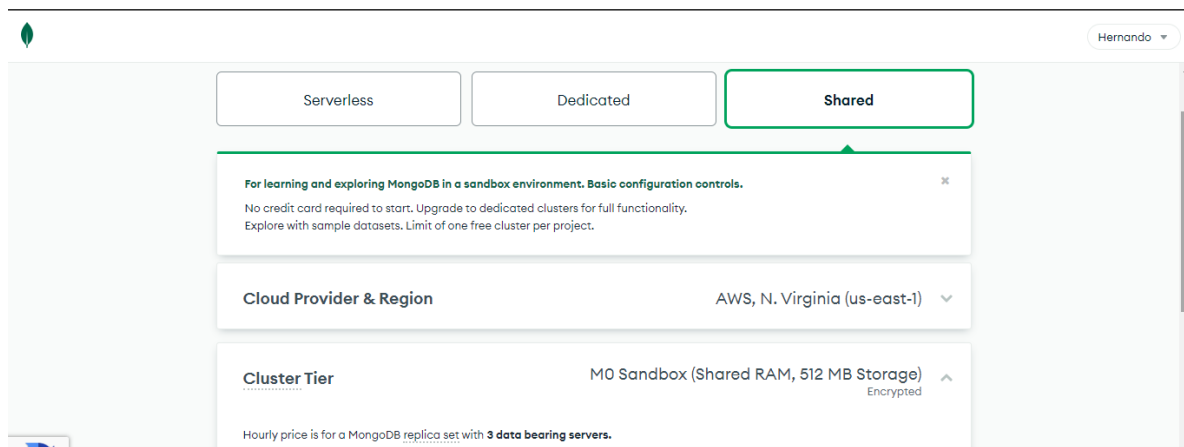 Hernando
Serverless
Dedicated
Shared
For learning and exploring MongoDB in a sandbox environment. Basic configuration controls.
No credit card required to start. Upgrade to dedicated clusters for full functionality.
Explore with sample datasets. Limit of one free cluster per project.
Cloud Provider & Region
AWS, N. Virginia (us-east-1)
Cluster Tier
M0 Sandbox (Shared RAM, 512 MB Storage)
Encrypted
Hourly price is for a MongoDB replica set with 3 data bearing servers.